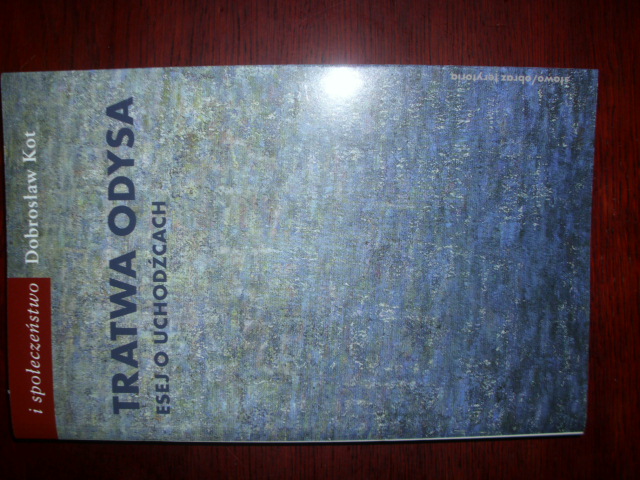 i społeczeństwo Dobrosław Kot
TRATWA ODYSA
ESEJ O UCHODŹCACH
słowo/obraz terytoria